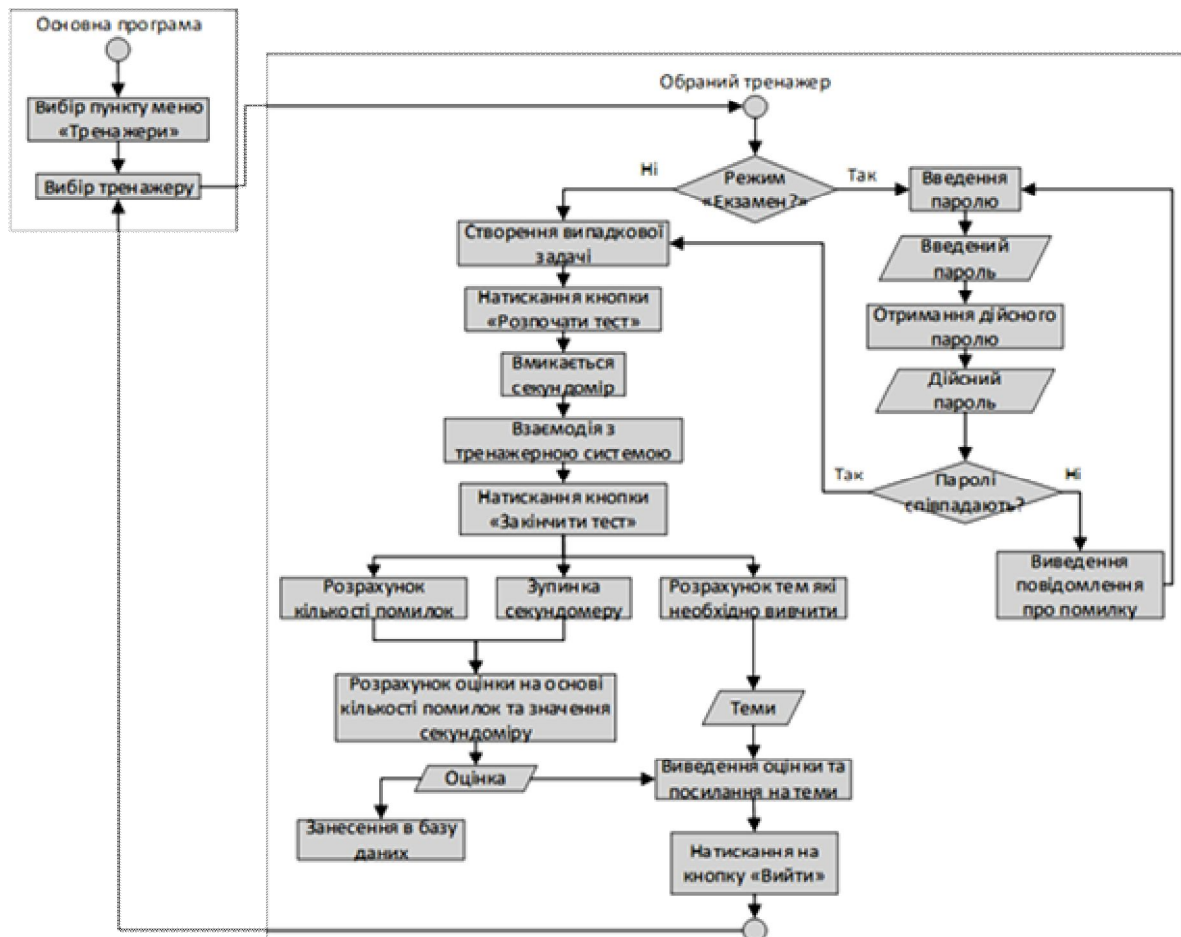 Основна програма
Вибір пункту меню
«Тренажери»
Вибір тренажеру
Обраний тренажер
Ні
Режим
«Екзамен?»
Так
Введення
паролю
Створення випадкової
задачі
Введений
пароль
Натискання кнопки
«Розпочати тест»
Отримання дійсного
паролю
Вмикається
секундомір
Дійсний
пароль
Взаємодія з
тренажерною системою
Так
Паролі
співпадають?
Ні
Натискання кнопки
«Закінчити тест»
Виведення
повідомлення
про помилку
Розрахунок
кількості помилок
Зупинка
секундомеру
Розрахунок тем які
необхідно вивчити
Розрахунок оцінки на основі
кількості помилок та значення
секундоміру
Теми
Оцінка
Виведення оцінки та
посилання на теми
Занесення в базу
даних
Натискання на
кнопку «Вийти»